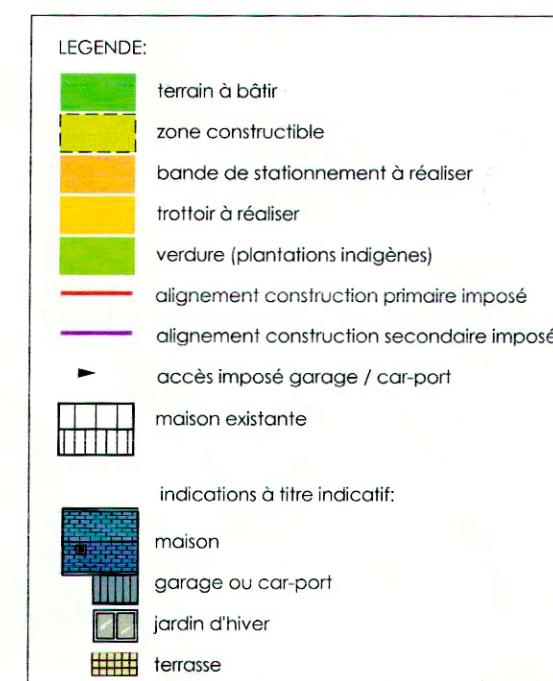 LEGENDE:
terrain à bâtir
zone constructible
bande de stationnement à réaliser
trottoir à réaliser
verdure (plantations indigènes)
alignement construction primaire imposé
alignement construction secondaire imposé
accès imposé garage / car-port
maison existante
indications à titre indicatif:
maison
garage ou car-port
jardin d'hiver
terrasse